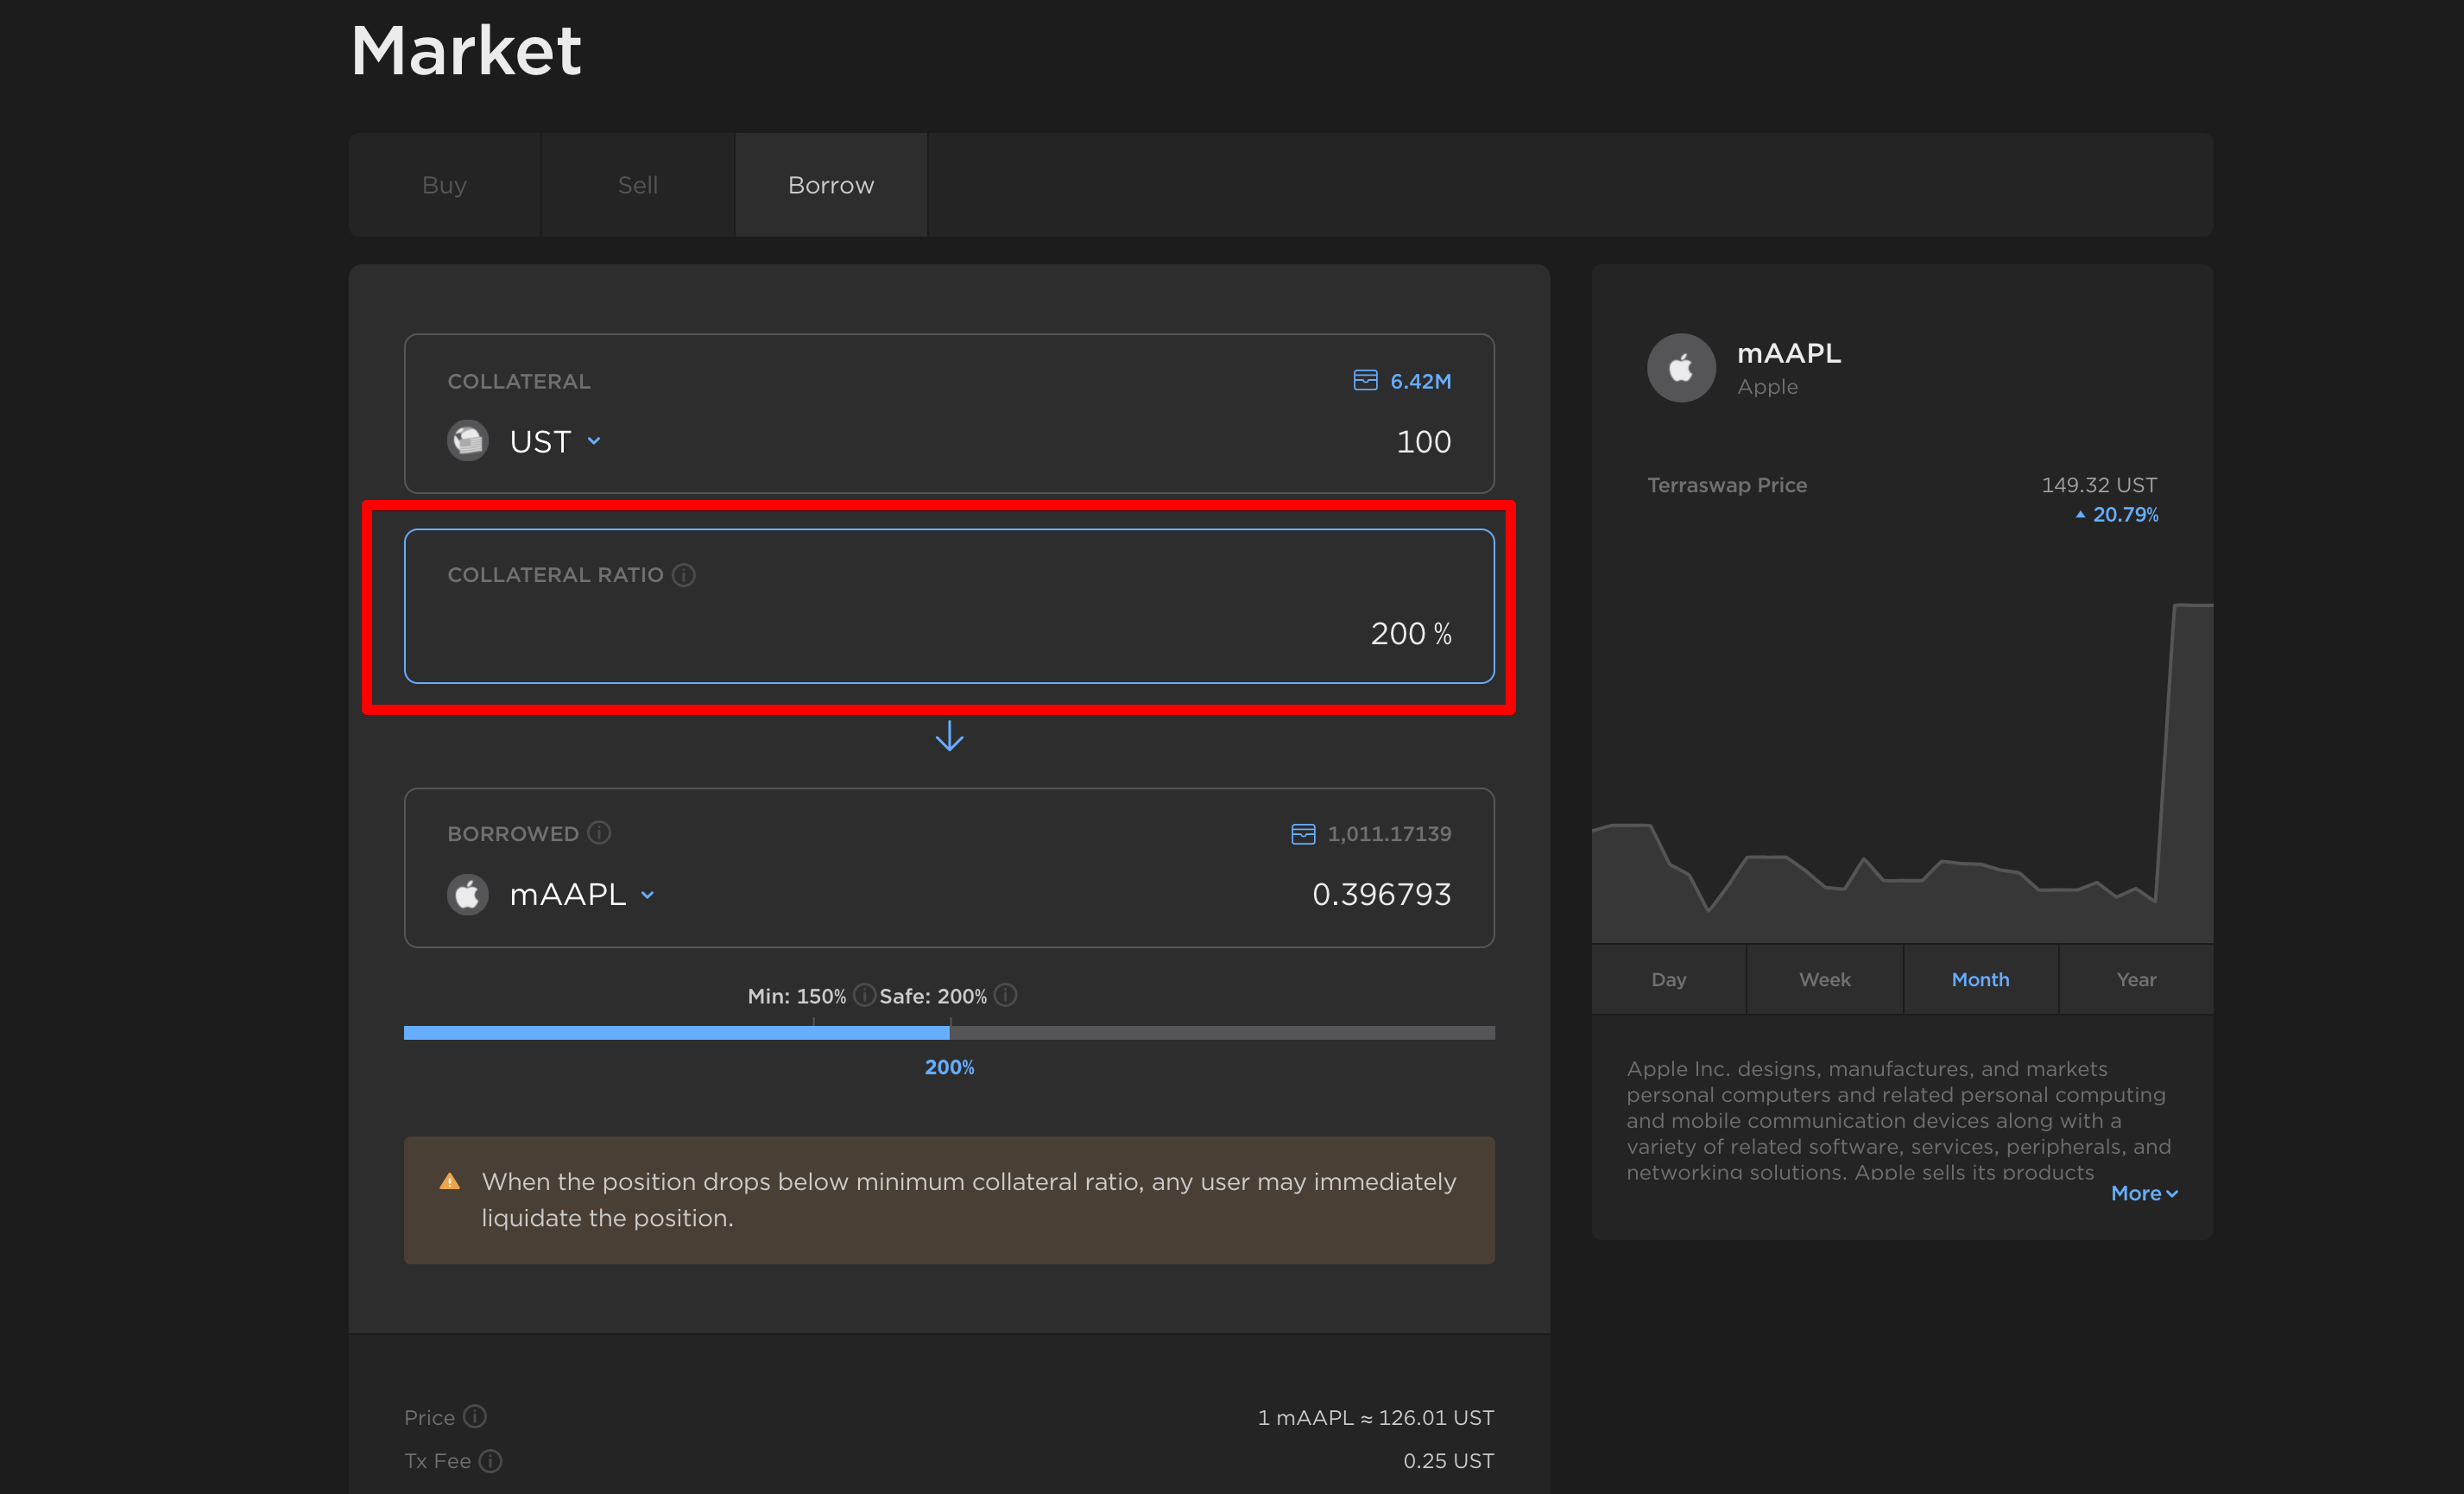 Market
Buy
Sell
Borrow
COLLATERAL
6.42M
UST
100
COLLATERAL RATIO
200 %
BORROWED
1,011.17139
mAAPL
0.396793
Min: 150% Safe: 200%
200%
When the position drops below minimum collateral ratio, any user may immediately
liquidate the position.
Price
1 mAAPL ≈ 126.01 UST
Tx Fee
0.25 UST
mAAPL
Apple
Terraswap Price
149.32 UST
20.79%
Day
Week
Month
Year
Apple Inc. designs, manufactures, and markets
personal computers and related personal computing
and mobile communication devices along with a
variety of related software, services, peripherals, and
networking solutions. Apple sells its products
More